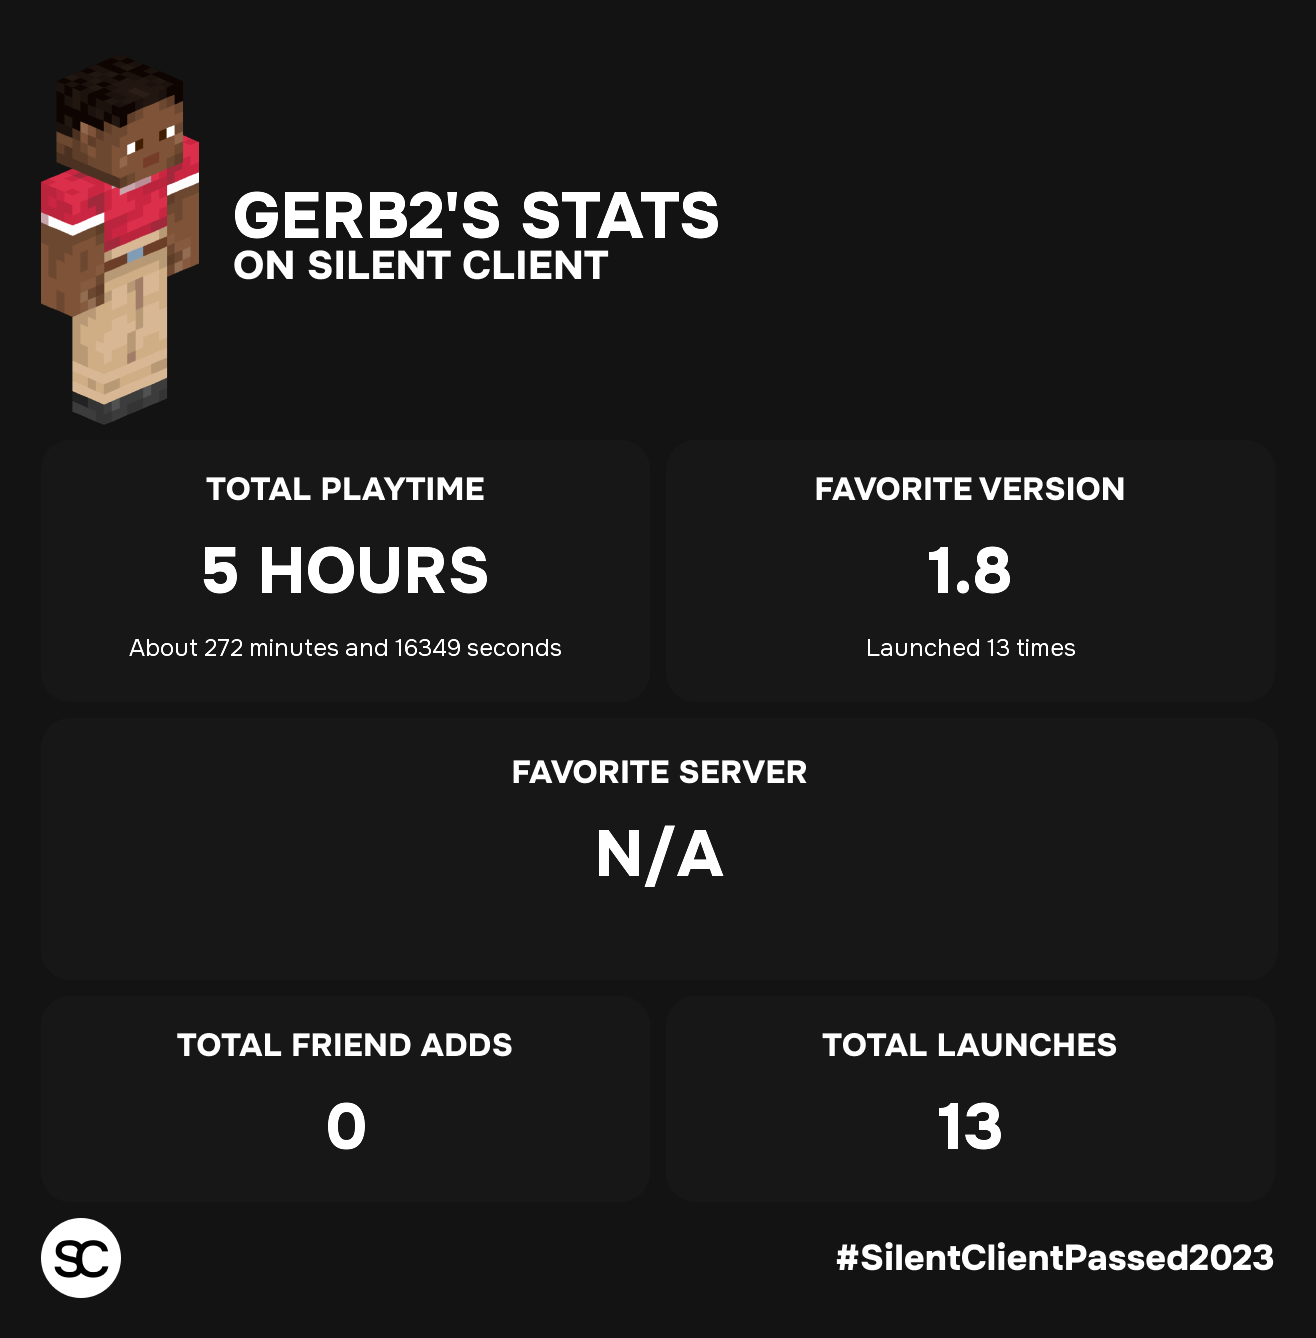 GERB2'S STATS
ON SILENT CLIENT
TOTAL PLAYTIME
5 HOURS
About 272 minutes and 16349 seconds
FAVORITE VERSION
1.8
Launched 13 times
FAVORITE SERVER
N/A
TOTAL FRIEND ADDS
0
TOTAL LAUNCHES
13
SC
#SilentClientPassed2023